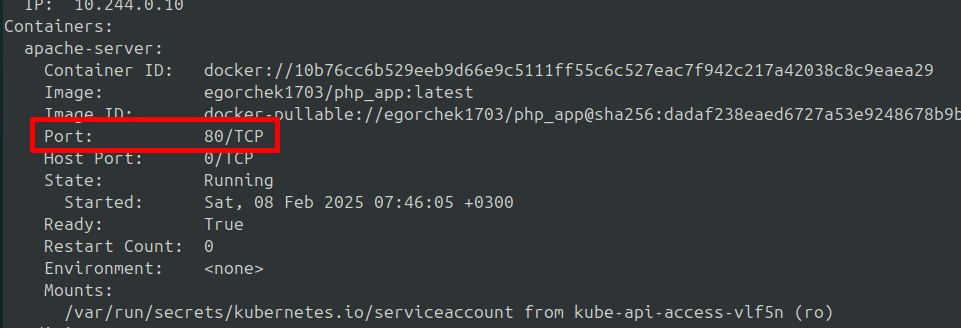 IP: 10.244.0.10
Containers:
apache-server:
Container ID: docker://10b76cc6b529eeb9d66e9c5111ff55c6c527eac7f942c217a42038c8c9eaea29
Image: egorchek1703/php_app:latest
Image ID: docker-pullable://egorchek1703/php_app@sha256:dadaf238eaed6727a53e9248678b9b
Port: 80/TCP
Host Port: 0/TCP
State: Running
Started: Sat, 08 Feb 2025 07:46:05 +0300
Ready: True
Restart Count: 0
Environment: <none>
Mounts:
/var/run/secrets/kubernetes.io/serviceaccount from kube-api-access-vlf5n (ro)